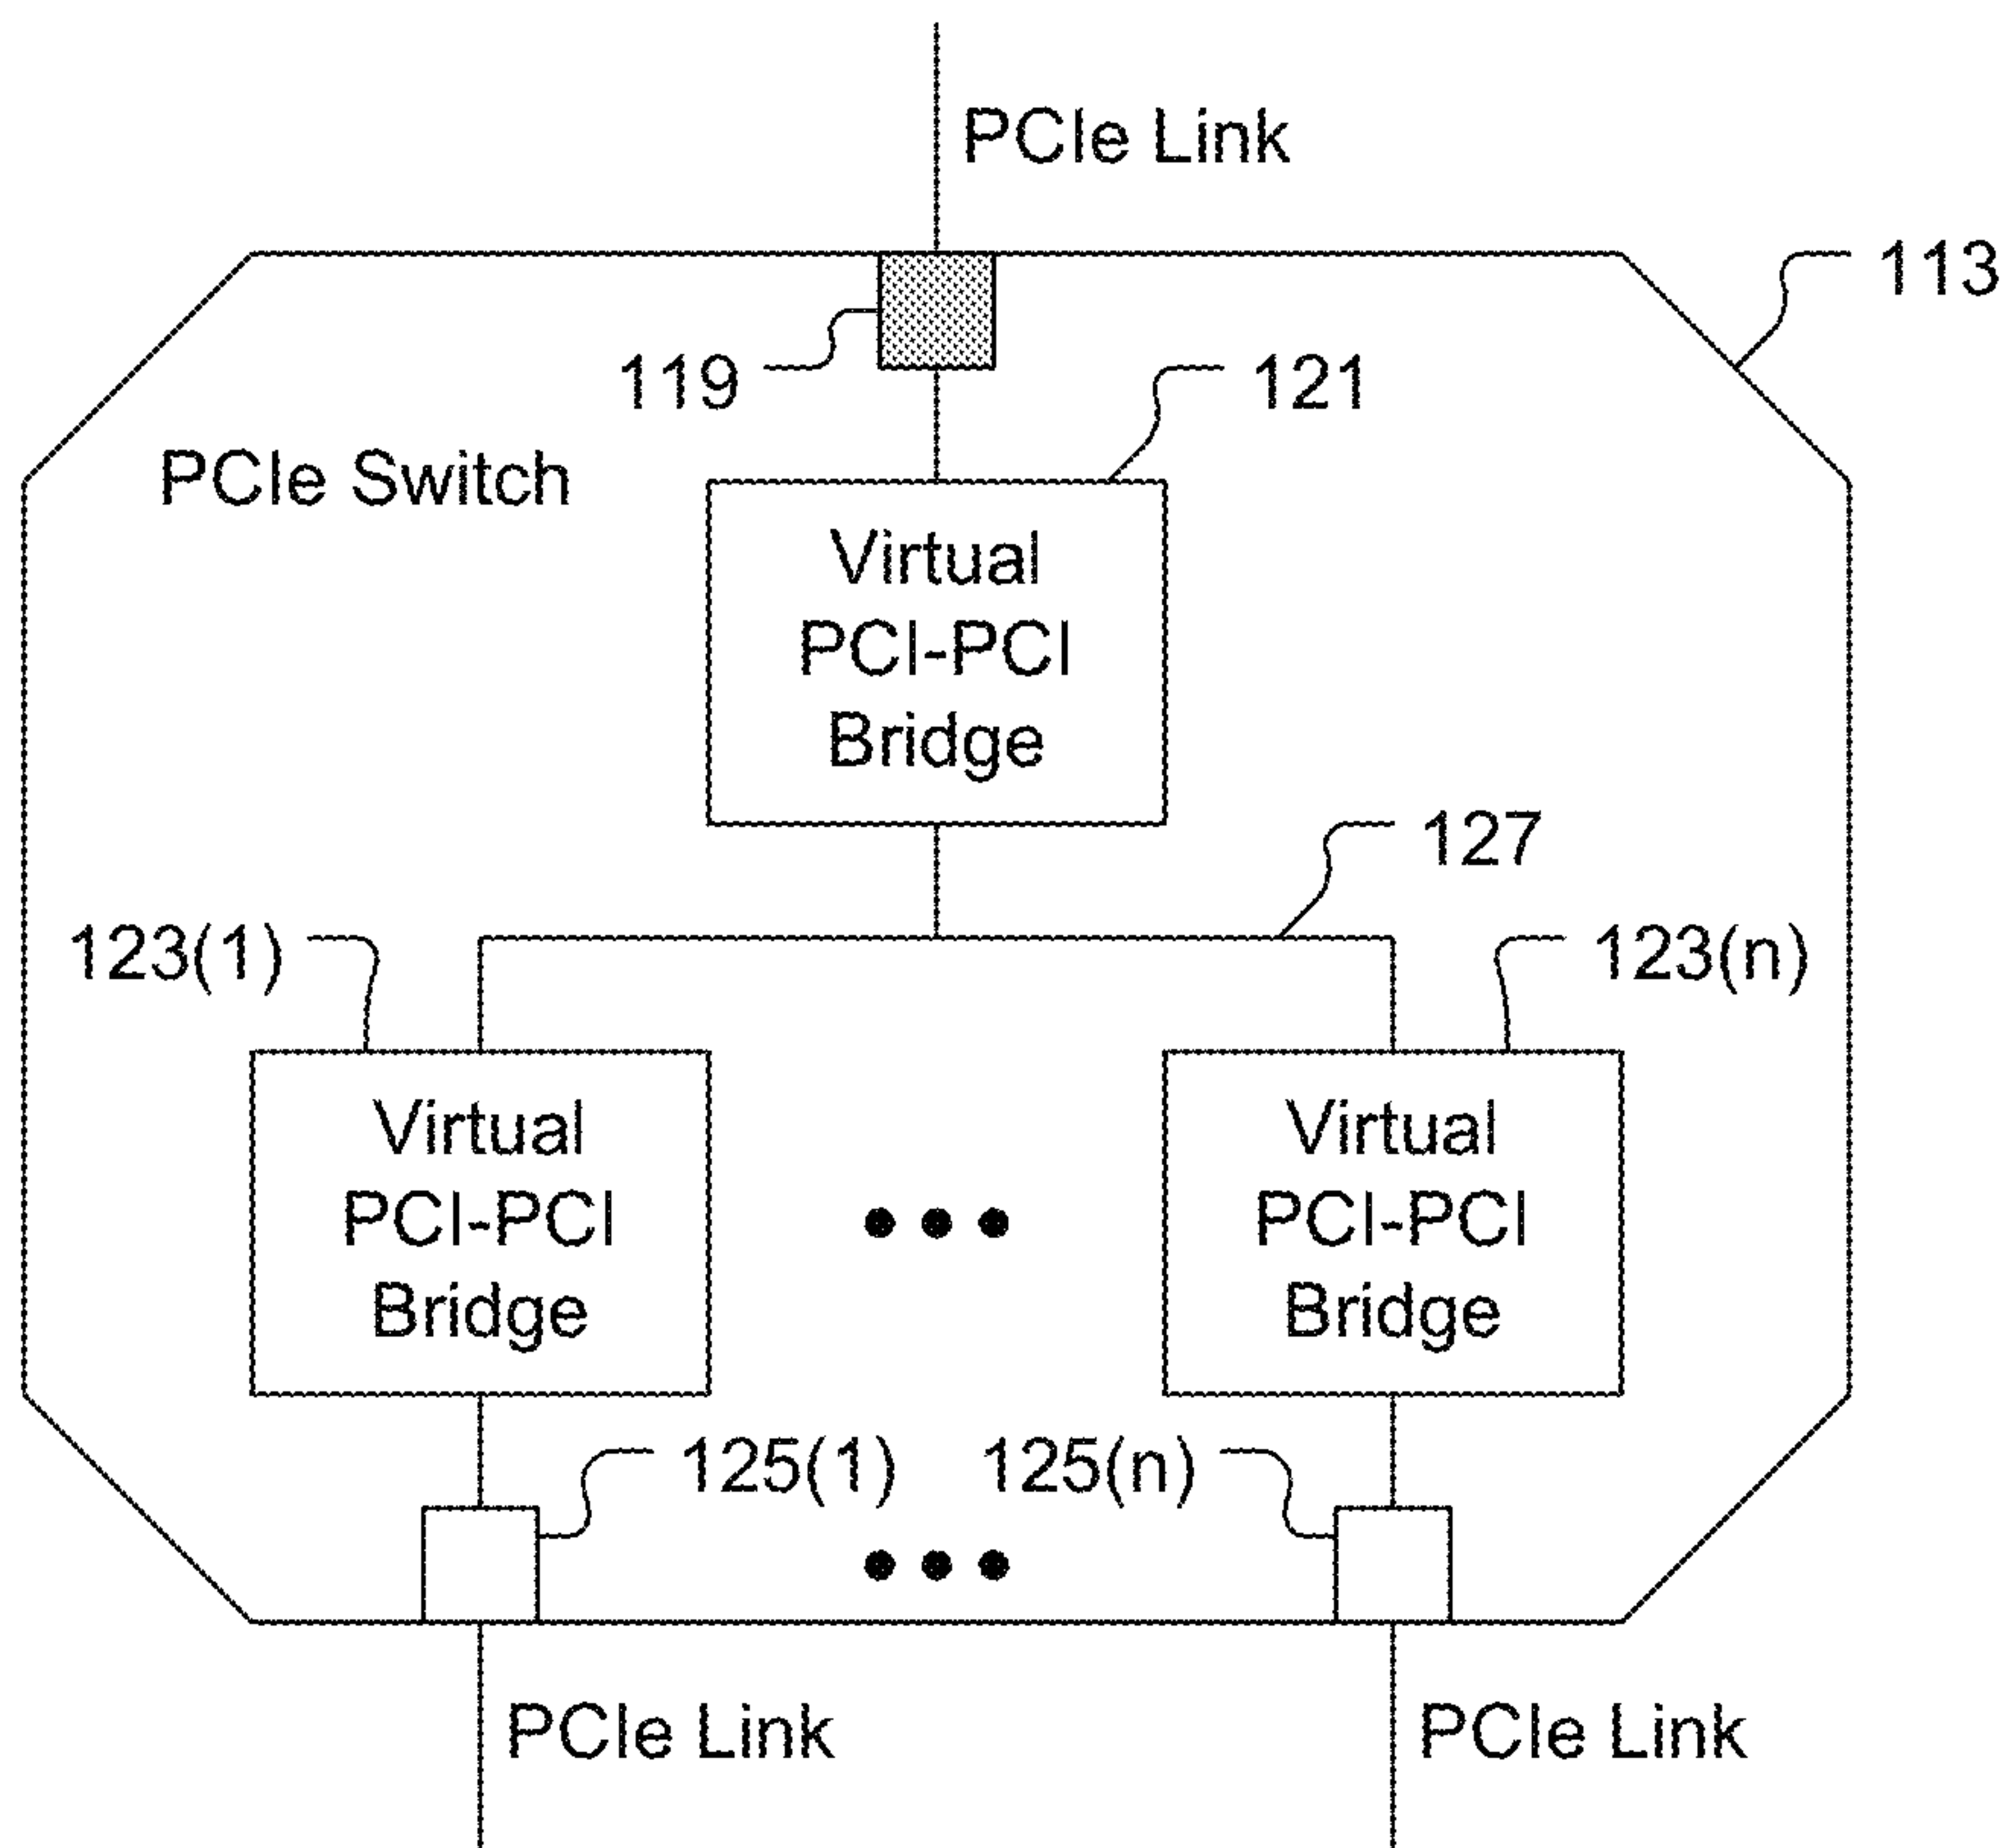 PCIe Link
113
119
121
PCIe Switch
Virtual
PCI-PCI
Bridge
127
123(1)
123(n)
Virtual
PCI-PCI
Bridge
Virtual
PCI-PCI
Bridge
125(1)
125(n)
PCIe Link
PCIe Link